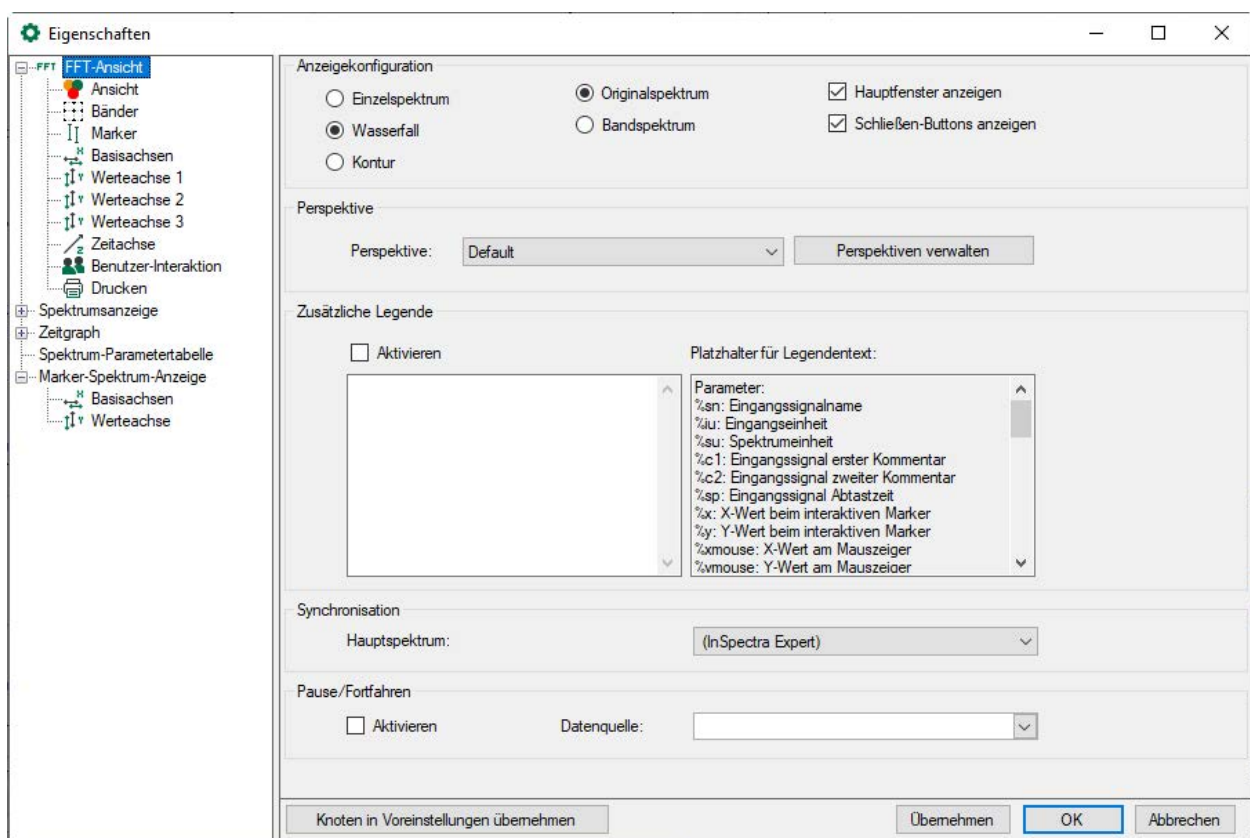 Eigenschaften
FFT FFT-Ansicht
Ansicht
Bänder
Marker
Basisachsen
Werteachse 1
Werteachse 2
Werteachse 3
Zeitachse
Benutzer-Interaktion
Drucken
Spektrumsanzeige
Zeitgraph
Spektrum-Parametertabelle
Marker-Spektrum-Anzeige
Basisachsen
Werteachse
Anzeigekonfiguration
Einzelspektrum
Wasserfall
Kontur
Originalspektrum
Bandspektrum
Hauptfenster anzeigen
Schließen-Buttons anzeigen
Perspektive
Perspektive: Default Perspektiven verwalten
Zusätzliche Legende
Aktivieren
Platzhalter für Legendentext:
Parameter:
%sn: Eingangssignalname
%iu: Eingangseinheit
%su: Spektrumeinheit
%c1: Eingangssignal erster Kommentar
%c2: Eingangssignal zweiter Kommentar
%sp: Eingangssignal Abtastzeit
%x: X-Wert beim interaktiven Marker
%y: Y-Wert beim interaktiven Marker
%xmouse: X-Wert am Mauszeiger
%ymouse: Y-Wert am Mauszeiger
Synchronisation
Hauptspektrum: (InSpectra Expert)
Pause/Fortfahren
Aktivieren Datenquelle:
Knoten in Voreinstellungen übernehmen Übernehmen OK Abbrechen